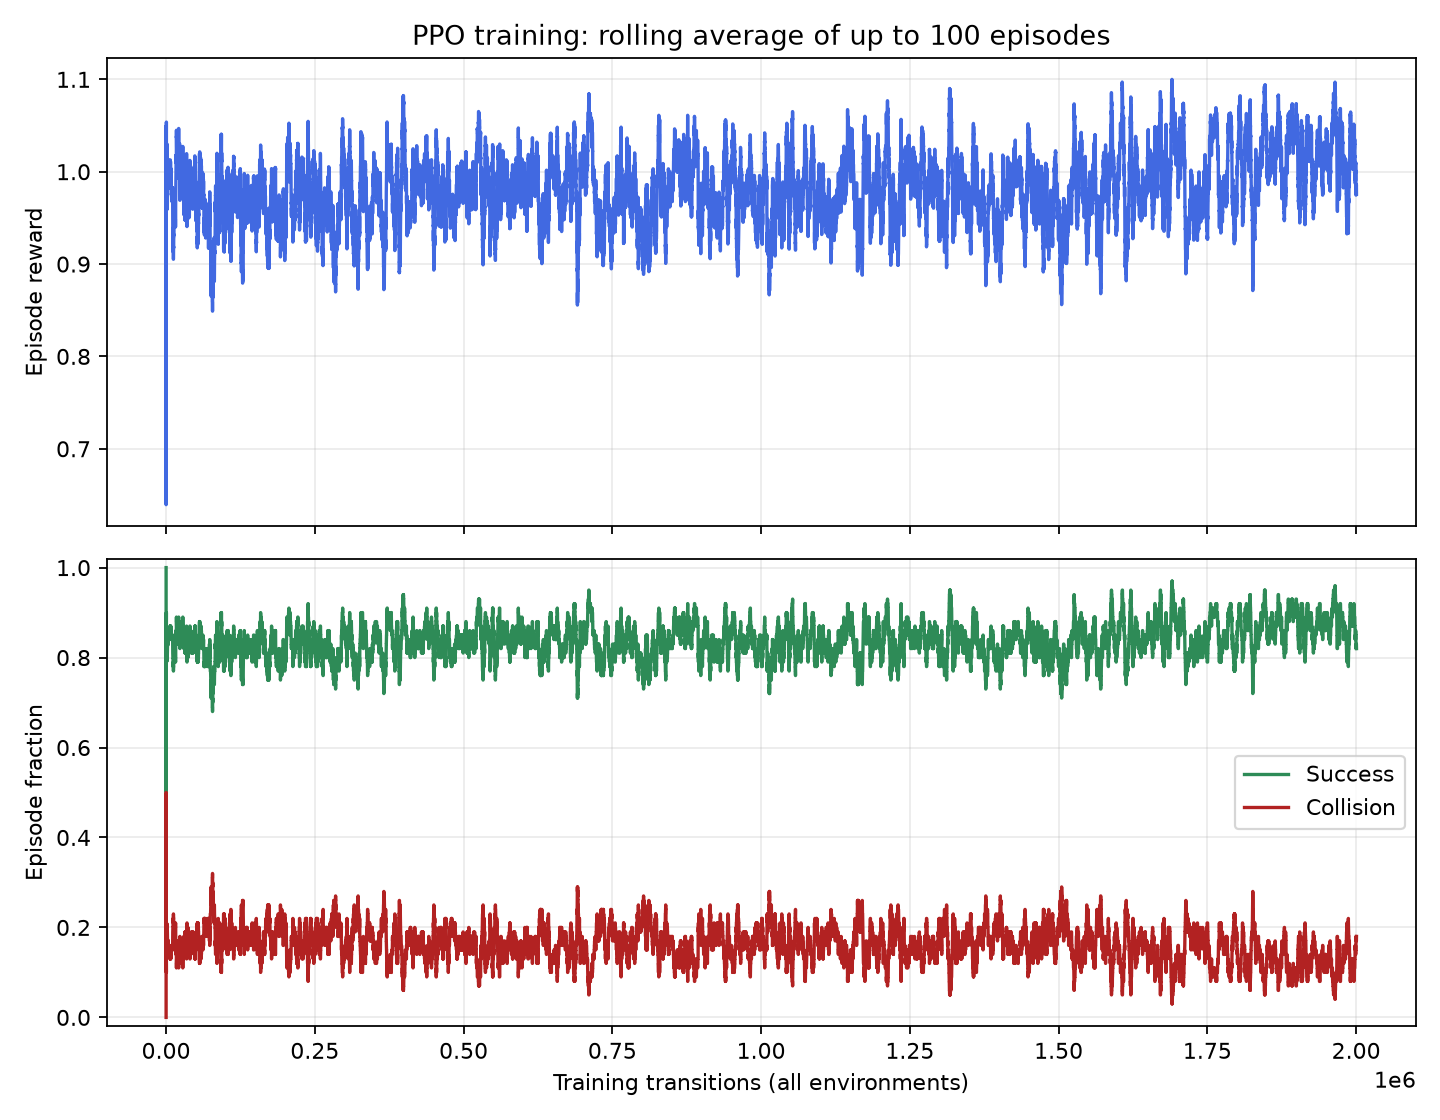 PPO training: rolling average of up to 100 episodes
1.1
1.0
0.9
0.8
0.7
Episode reward
1.0
0.8
0.6
0.4
0.2
0.0
Episode fraction
Success
Collision
0.00 0.25 0.50 0.75 1.00 1.25 1.50 1.75 2.00
1e6
Training transitions (all environments)